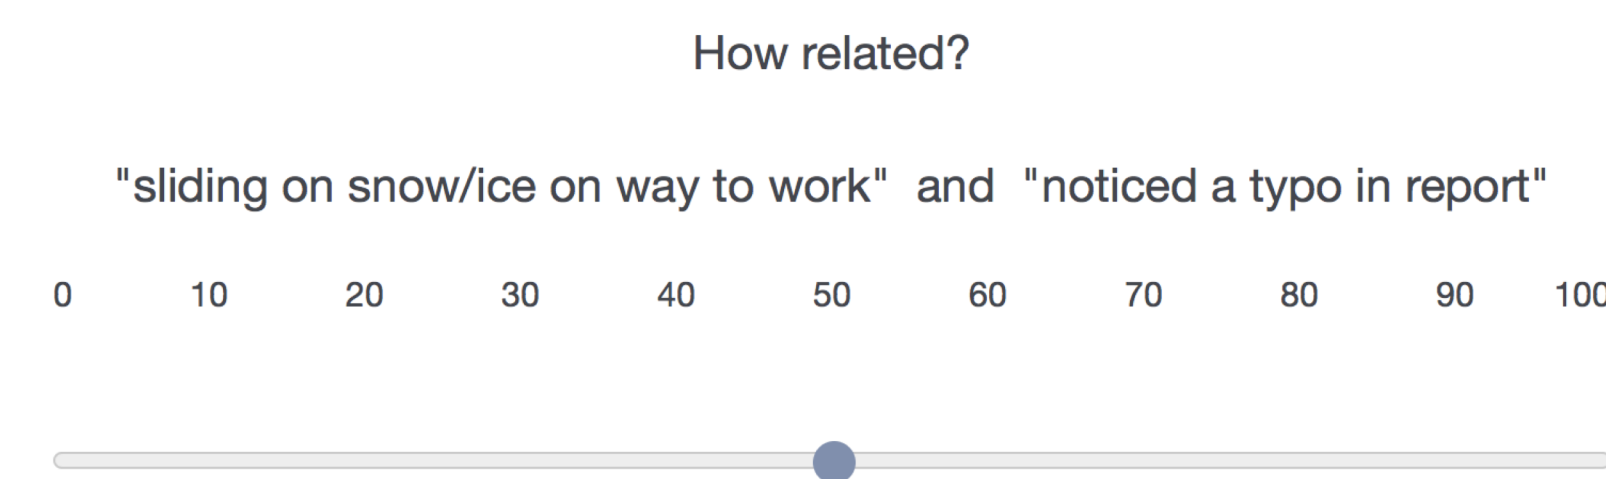 How related?
"sliding on snow/ice on way to work" and "noticed a typo in report"
0 10 20 30 40 50 60 70 80 90 100